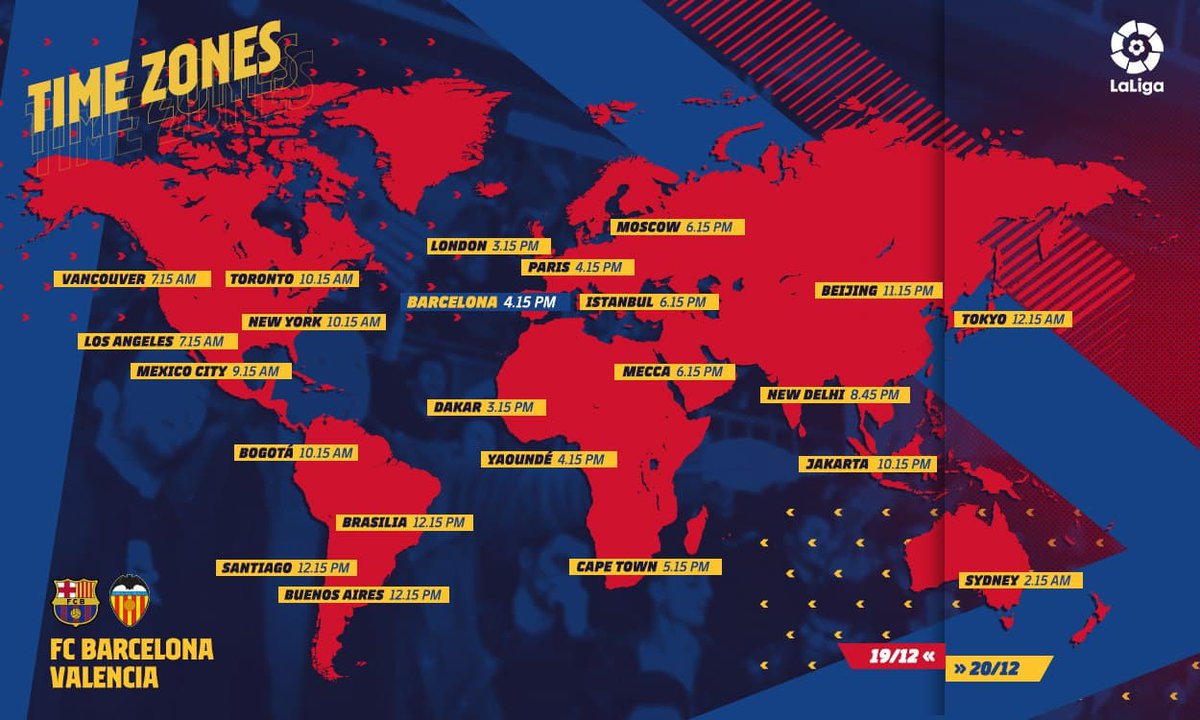 TIME ZONES
TIME ZONES
LaLiga
MOSCOW 6.15 PM
LONDON 3.15 PM
PARIS 4.15 PM
VANCOUVER 7.15 AM
TORONTO 10.15 AM
BEIJING 11.15 PM
BARCELONA 4.15 PM
ISTANBUL 6.15 PM
NEW YORK 10.15 AM
TOKYO 12.15 AM
LOS ANGELES 7.15 AM
MEXICO CITY 9.15 AM
MECCA 6.15 PM
NEW DELHI 8.45 PM
DAKAR 3.15 PM
BOGOTÁ 10.15 AM
YAOUNDÉ 4.15 PM
JAKARTA 10.15 PM
BRASILIA 12.15 PM
SANTIAGO 12.15 PM
CAPE TOWN 5.15 PM
SYDNEY 2.15 AM
BUENOS AIRES 12.15 PM
FCB
FC BARCELONA
VALENCIA
19/12 «
» 20/12